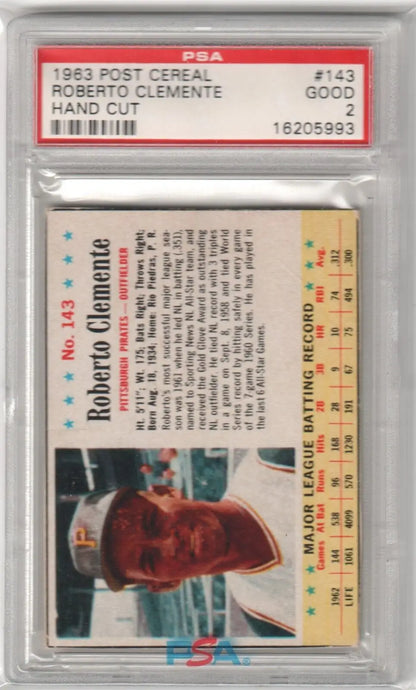 PSA
1963 POST CEREAL #143
ROBERTO CLEMENTE GOOD
HAND CUT 2
16205993
No. 143
Roberto Clemente
PITTSBURGH PIRATES — OUTFIELDER
Ht. 5'11", Wt. 175, Bats Right; Throws Right;
Born Aug. 18, 1934, Home: Rio Piedras, P. R.
Roberto's most successful major league sea-
son was 1961 when he led NL in batting (.351),
named to Sporting News NL All-Star team, and
received the Gold Glove Award as outstanding
NL outfielder. He tied NL record with 3 triples
in a game on Sept. 8, 1958 and tied World
Series record by hitting safely in every game
of the 7-game 1960 Series. He has played in
the last 6 All-Star Games.
P
MAJOR LEAGUE BATTING RECORD
Games At Bat Runs Hits 2B 3B HR RBI Avg.
1962 144 538 96 168 28 9 10 74 .312
LIFE 1061 4099 570 1230 191 67 75 494 .300
PSA